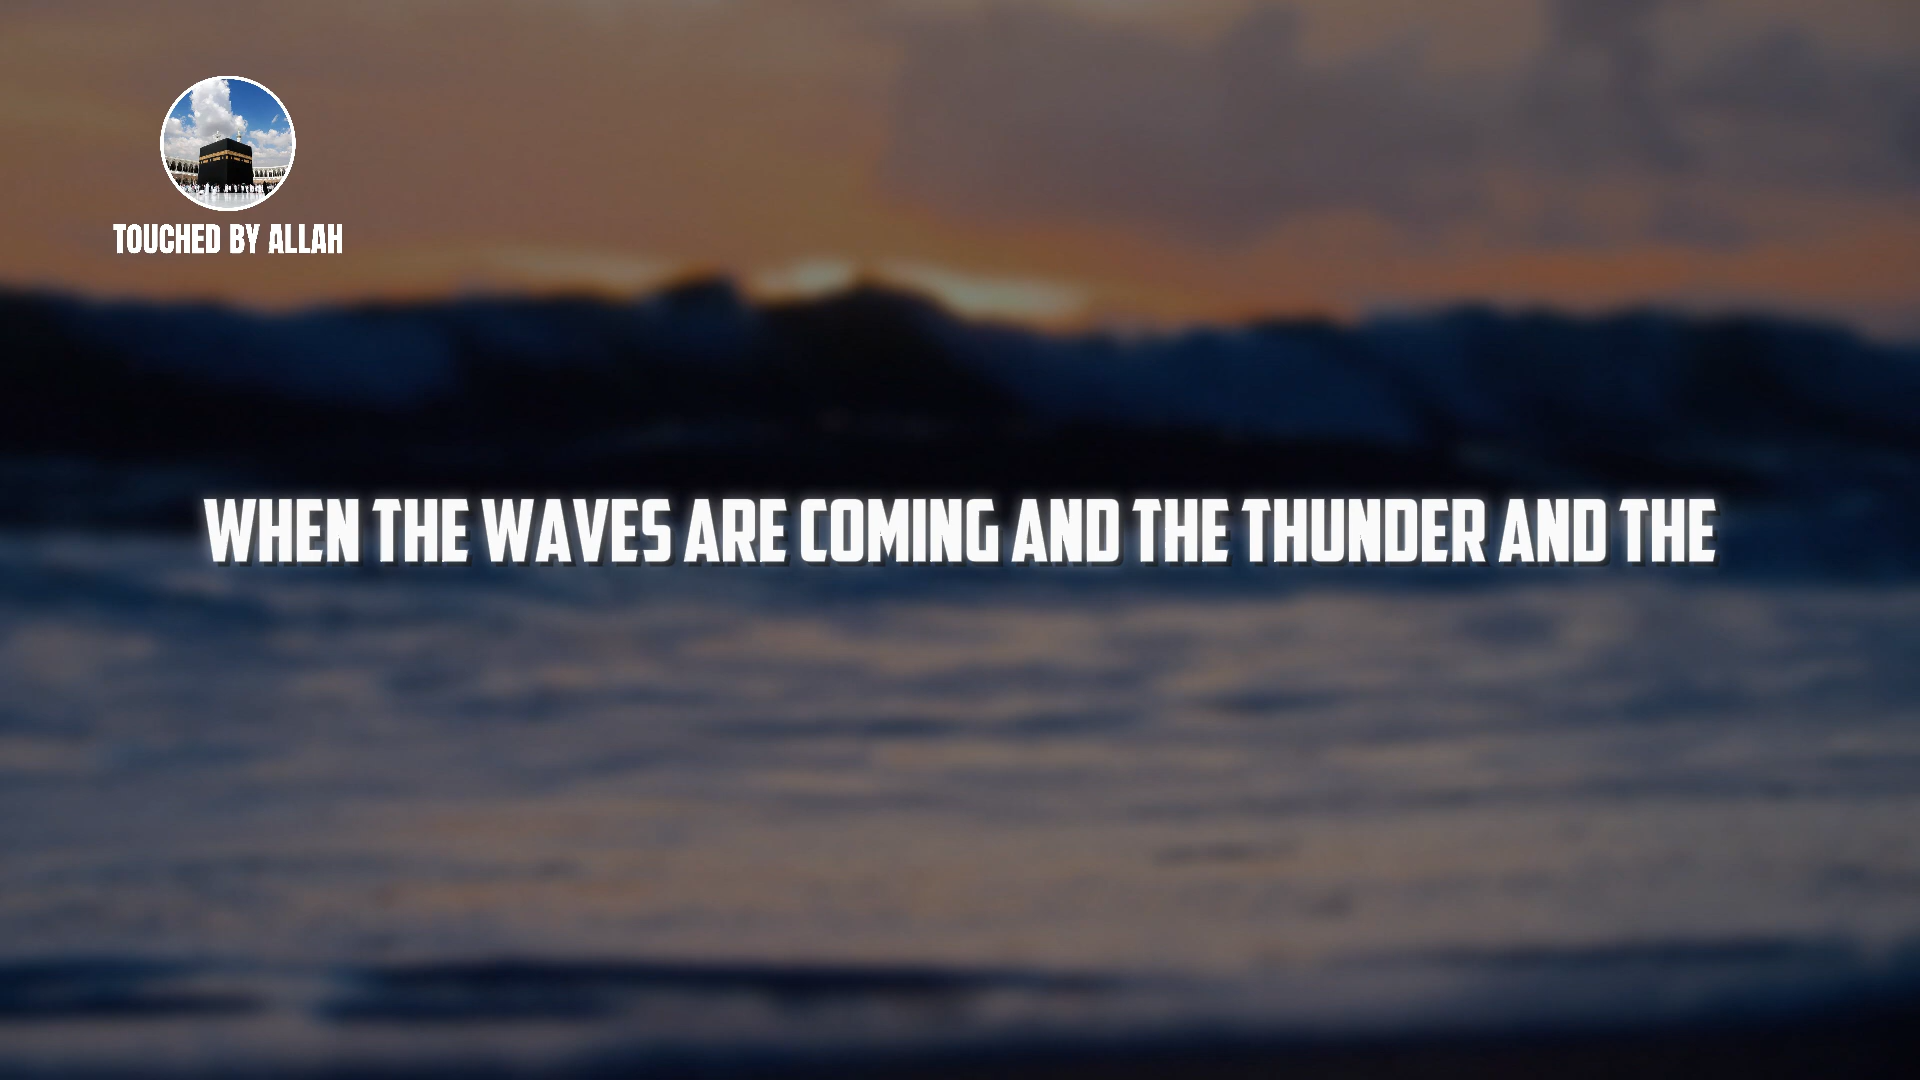 TOUCHED BY ALLAH
WHEN THE WAVES ARE COMING AND THE THUNDER AND THE